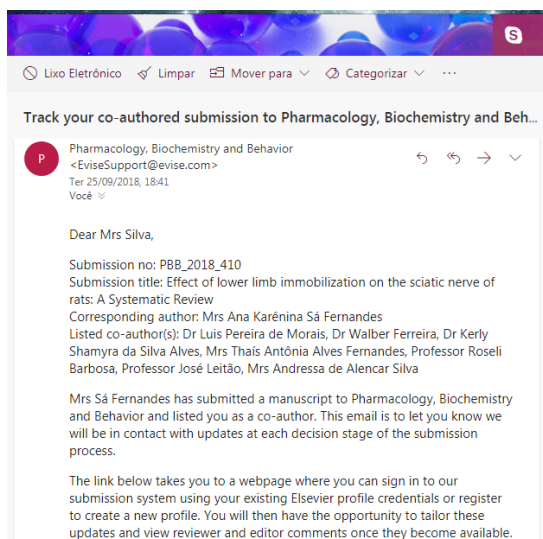 Lixo Eletrônico Limpar Mover para Categorizar ...
Track your co-authored submission to Pharmacology, Biochemistry and Beh...
P
Pharmacology, Biochemistry and Behavior
<EviseSupport@evise.com>
Ter 25/09/2018, 18:41
Você
Dear Mrs Silva,
Submission no: PBB_2018_410
Submission title: Effect of lower limb immobilization on the sciatic nerve of
rats: A Systematic Review
Corresponding author: Mrs Ana Karênina Sá Fernandes
Listed co-author(s): Dr Luis Pereira de Morais, Dr Walber Ferreira, Dr Kerly
Shamyra da Silva Alves, Mrs Thaís Antônia Alves Fernandes, Professor Roseli
Barbosa, Professor José Leitão, Mrs Andressa de Alencar Silva
Mrs Sá Fernandes has submitted a manuscript to Pharmacology, Biochemistry
and Behavior and listed you as a co-author. This email is to let you know we
will be in contact with updates at each decision stage of the submission
process.
The link below takes you to a webpage where you can sign in to our
submission system using your existing Elsevier profile credentials or register
to create a new profile. You will then have the opportunity to tailor these
updates and view reviewer and editor comments once they become available.